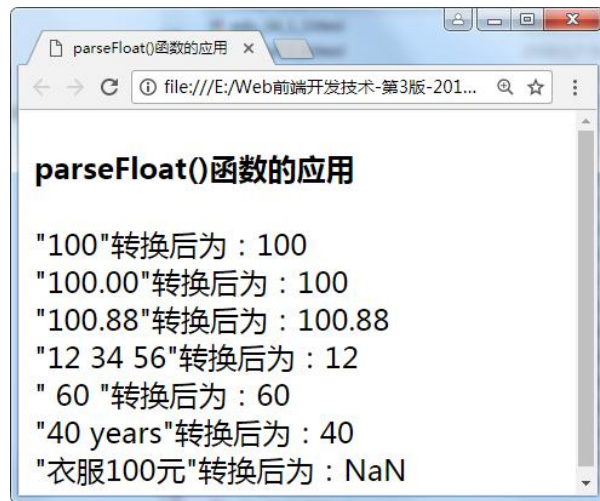 parseFloat()函数的应用
file:///E:/Web前端开发技术-第3版-201...
parseFloat()函数的应用
"100"转换后为：100
"100.00"转换后为：100
"100.88"转换后为：100.88
"12 34 56"转换后为：12
" 60 "转换后为：60
"40 years"转换后为：40
"衣服100元"转换后为：NaN